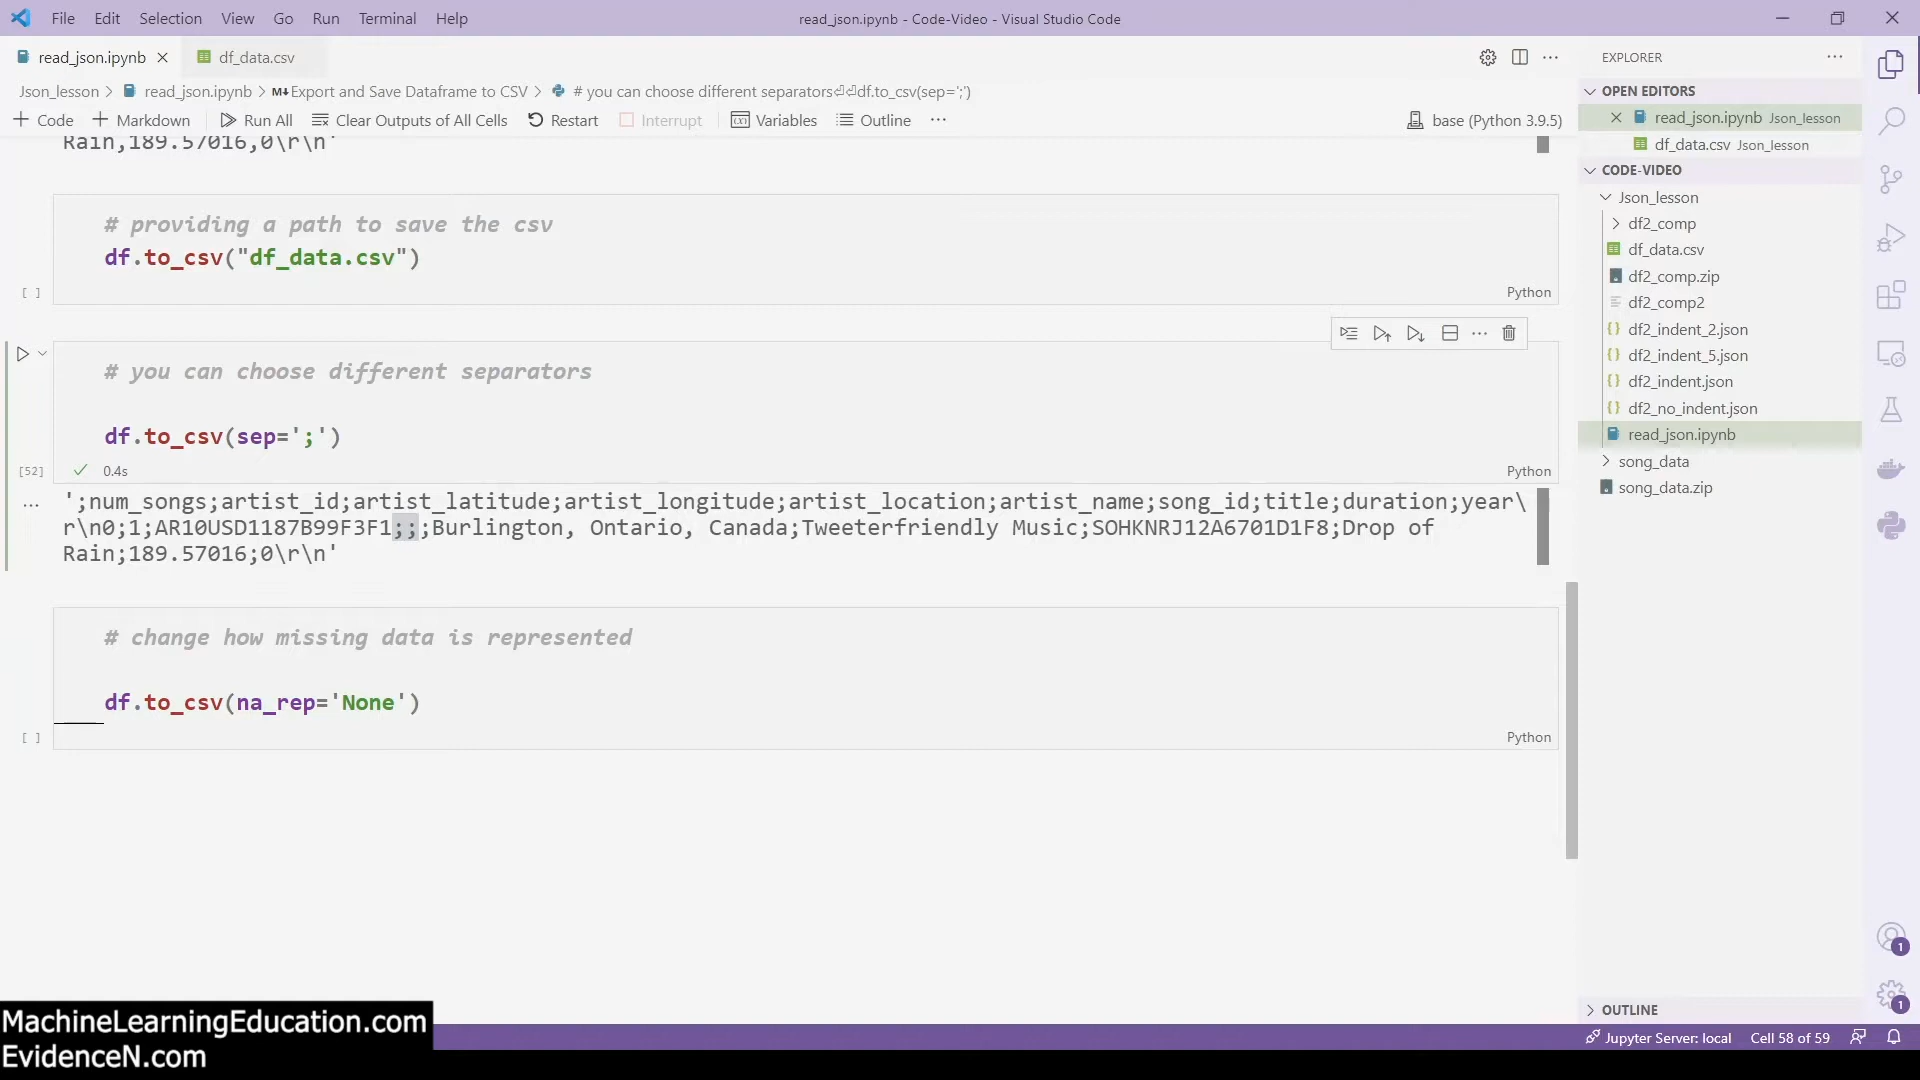 File Edit Selection View Go Run Terminal Help read_json.ipynb - Code-Video - Visual Studio Code
read_json.ipynb df_data.csv
Json_lesson > read_json.ipynb > M↓Export and Save Dataframe to CSV > # you can choose different separators⏎⏎df.to_csv(sep=';')
+ Code + Markdown Run All Clear Outputs of All Cells Restart Interrupt Variables Outline ··· base (Python 3.9.5)
Rain,189.57016,0\r\n'
# providing a path to save the csv
df.to_csv("df_data.csv")
[ ] Python
# you can choose different separators
df.to_csv(sep=';')
[52] 0.4s Python
';num_songs;artist_id;artist_latitude;artist_longitude;artist_location;artist_name;song_id;title;duration;year\
r\n0;1;AR10USD1187B99F3F1;;;Burlington, Ontario, Canada;Tweeterfriendly Music;SOHKNRJ12A6701D1F8;Drop of
Rain;189.57016;0\r\n'
# change how missing data is represented
df.to_csv(na_rep='None')
[ ] Python
EXPLORER
OPEN EDITORS
read_json.ipynb Json_lesson
df_data.csv Json_lesson
CODE-VIDEO
Json_lesson
df2_comp
df_data.csv
df2_comp.zip
df2_comp2
df2_indent_2.json
df2_indent_5.json
df2_indent.json
df2_no_indent.json
read_json.ipynb
song_data
song_data.zip
OUTLINE
1
1
MachineLearningEducation.com
EvidenceN.com
Jupyter Server: local Cell 58 of 59